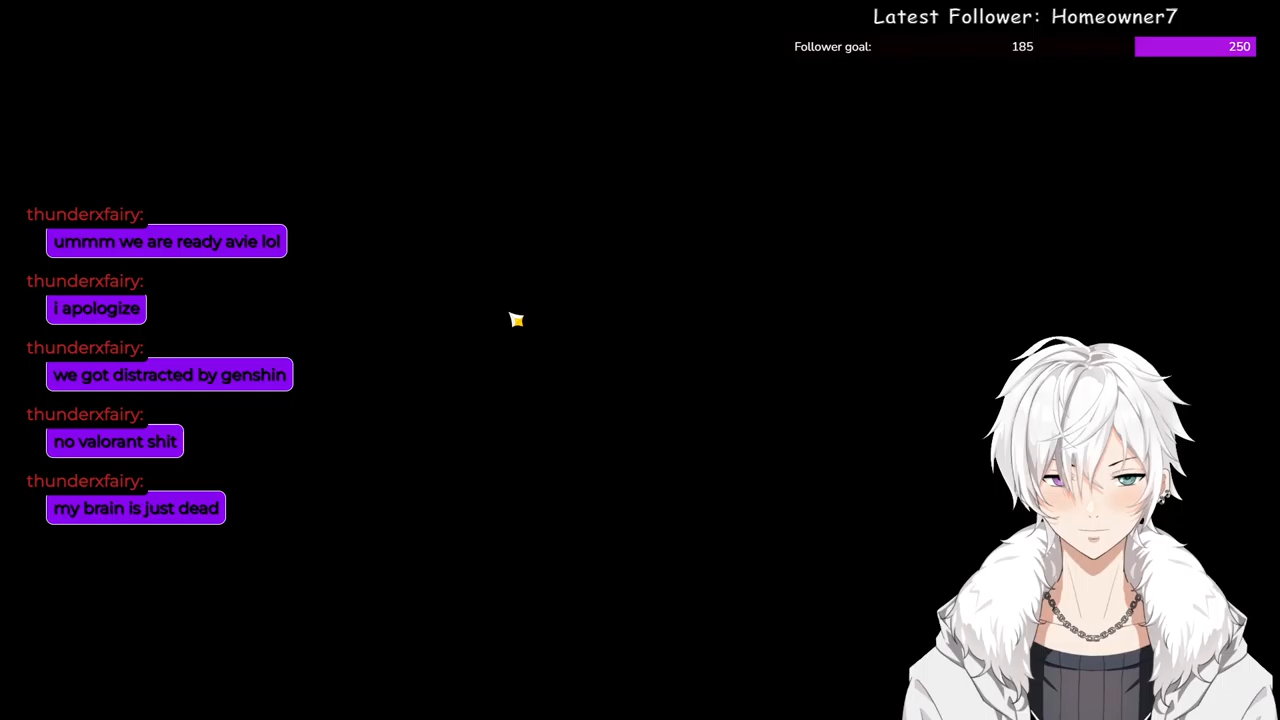 Latest Follower: Homeowner7
Follower goal: 185 250
thunderxfairy:
ummm we are ready avie lol
thunderxfairy:
i apologize
thunderxfairy:
we got distracted by genshin
thunderxfairy:
no valorant shit
thunderxfairy:
my brain is just dead